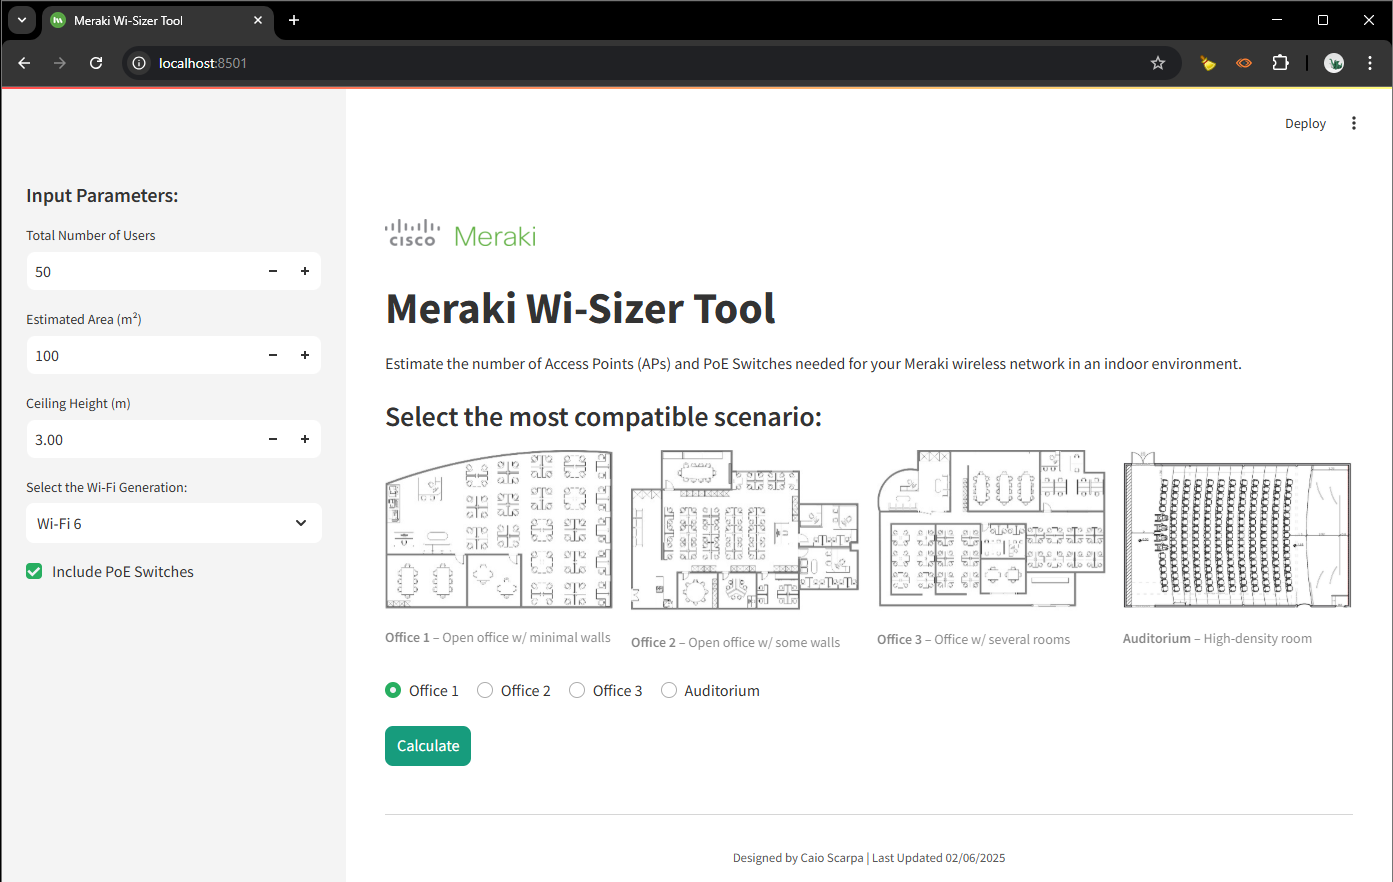 Meraki Wi-Sizer Tool
localhost:8501
Deploy
Input Parameters:
Total Number of Users
50
Estimated Area (m²)
100
Ceiling Height (m)
3.00
Select the Wi-Fi Generation:
Wi-Fi 6
Include PoE Switches
CISCO Meraki
Meraki Wi-Sizer Tool
Estimate the number of Access Points (APs) and PoE Switches needed for your Meraki wireless network in an indoor environment.
Select the most compatible scenario:
Office 1 – Open office w/ minimal walls
Office 2 – Open office w/ some walls
Office 3 – Office w/ several rooms
Auditorium – High-density room
Office 1 Office 2 Office 3 Auditorium
Calculate
Designed by Caio Scarpa | Last Updated 02/06/2025